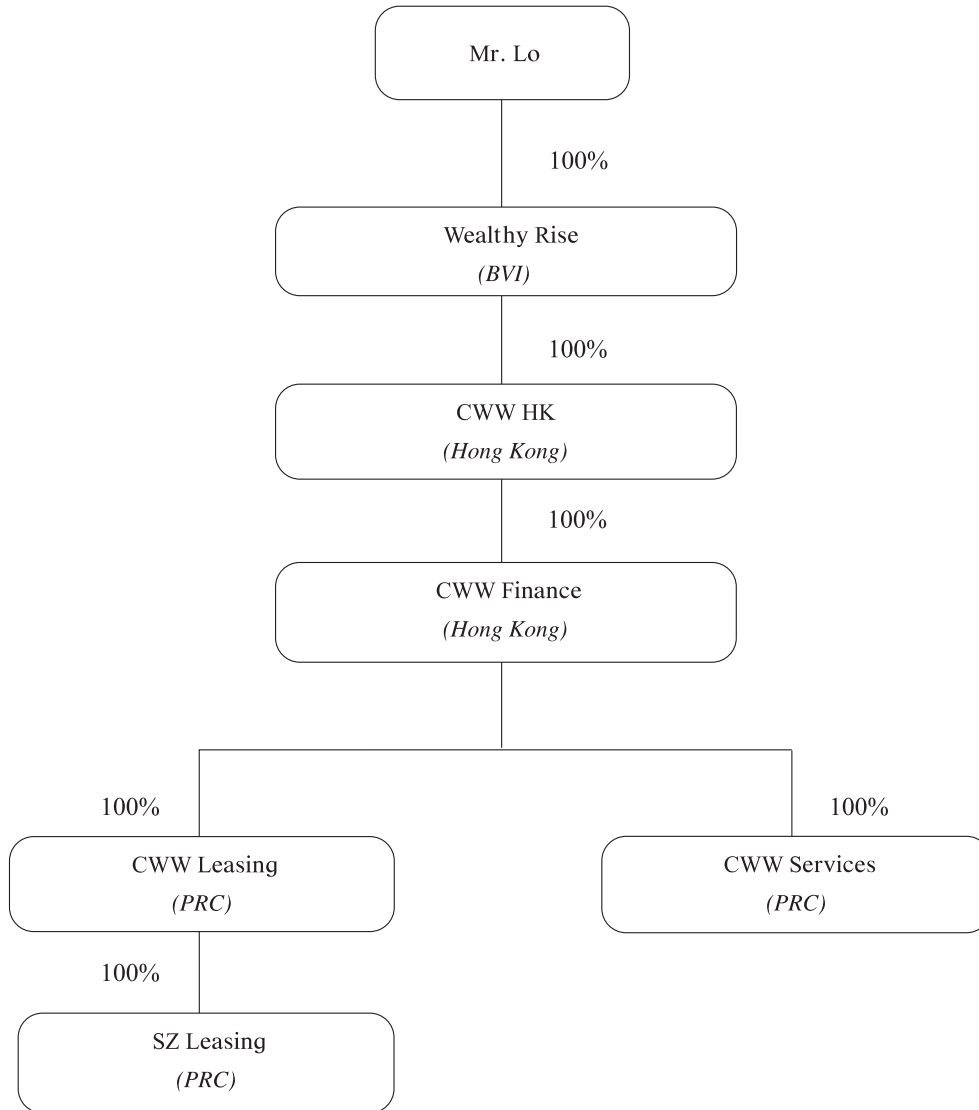 Mr. Lo
100%
Wealthy Rise
(BVI)
100%
CWW HK
(Hong Kong)
100%
CWW Finance
(Hong Kong)
100%
100%
CWW Leasing
(PRC)
CWW Services
(PRC)
100%
SZ Leasing
(PRC)